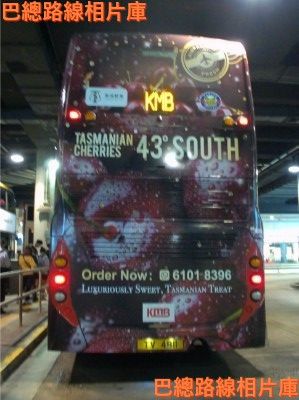 巴總路線相片庫
KMB
TASMANIAN
CHERRIES
43°SOUTH
Order Now: 6101 8396
LUXURIOUSLY SWEET, TASMANIAN TREAT
KMB
巴總路線相片庫